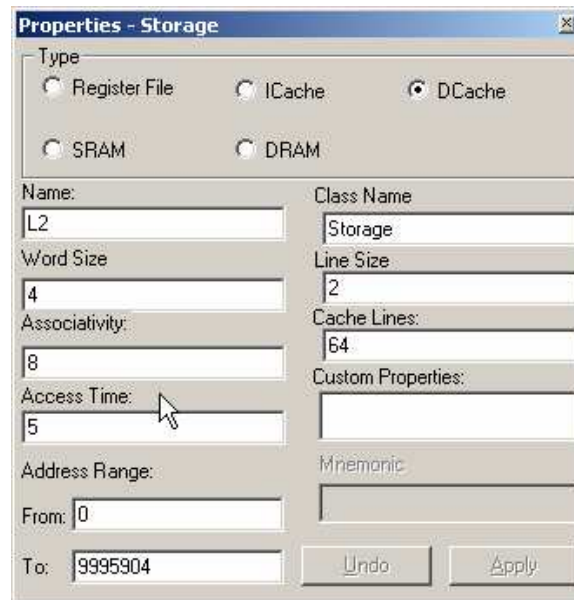 Properties - Storage
Type
Register File
ICache
DCache
SRAM
DRAM
Name:
L2
Class Name
Storage
Word Size
4
Line Size
2
Associativity:
8
Cache Lines:
64
Access Time:
5
Custom Properties:
Address Range:
Mnemonic
From: 0
To: 9995904
Undo
Apply